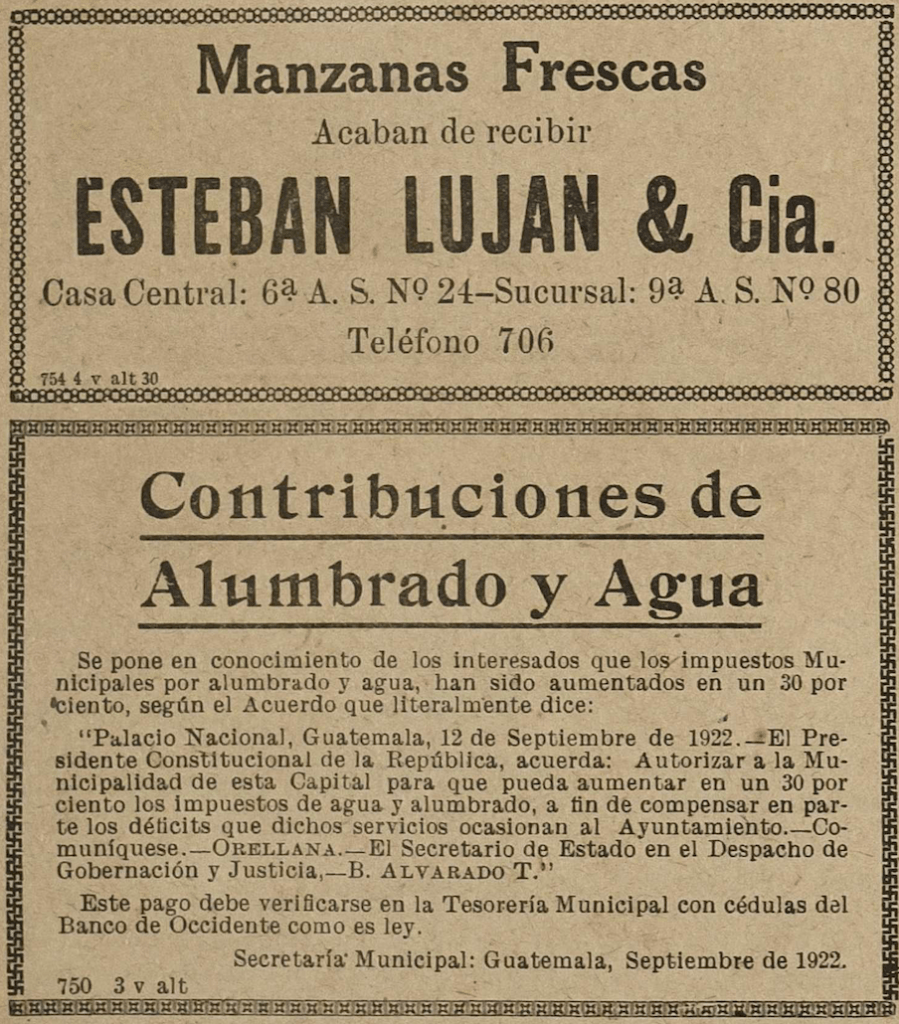 Manzanas Frescas
Acaban de recibir
ESTEBAN LUJAN & Cia.
Casa Central: 6ª A. S. Nº 24–Sucursal: 9ª A. S. Nº 80
Teléfono 706
754 4 v alt 30
Contribuciones de
Alumbrado y Agua
Se pone en conocimiento de los interesados que los impuestos Mu-
nicipales por alumbrado y agua, han sido aumentados en un 30 por
ciento, según el Acuerdo que literalmente dice:
"Palacio Nacional, Guatemala, 12 de Septiembre de 1922.—El Pre-
sidente Constitucional de la República, acuerda: Autorizar a la Mu-
nicipalidad de esta Capital para que pueda aumentar en un 30 por
ciento los impuestos de agua y alumbrado, a fin de compensar en par-
te los déticits que dichos servicios ocasionan al Ayuntamiento.—Co-
muníquese.—ORELLANA.—El Secretario de Estado en el Despacho de
Gobernación y Justicia,—B. ALVARADO T."
Este pago debe verificarse en la Tesorería Municipal con cédulas del
Banco de Occidente como es ley.
Secretaría Municipal: Guatemala, Septiembre de 1922.
750 3 v alt